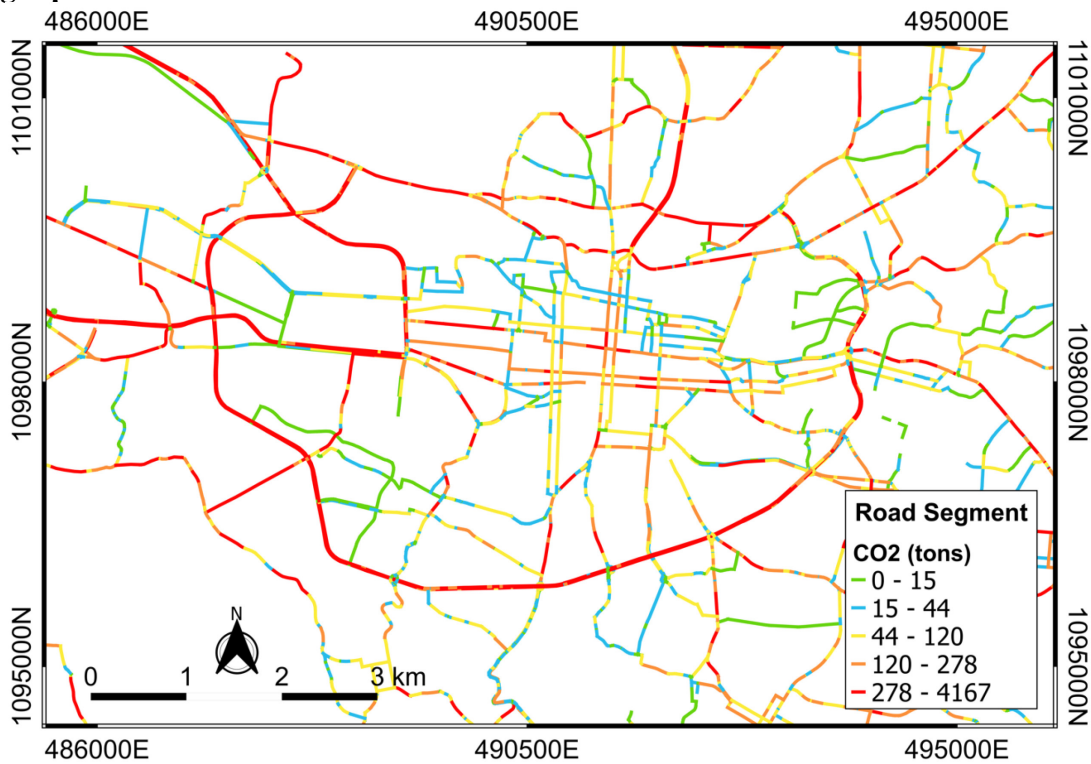 486000E 490500E 495000E
1101000N 1101000N
1098000N 1098000N
Road Segment
CO2 (tons)
0 - 15
15 - 44
44 - 120
120 - 278
278 - 4167
N
0 1 2 3 km
1095000N 1095000N
486000E 490500E 495000E